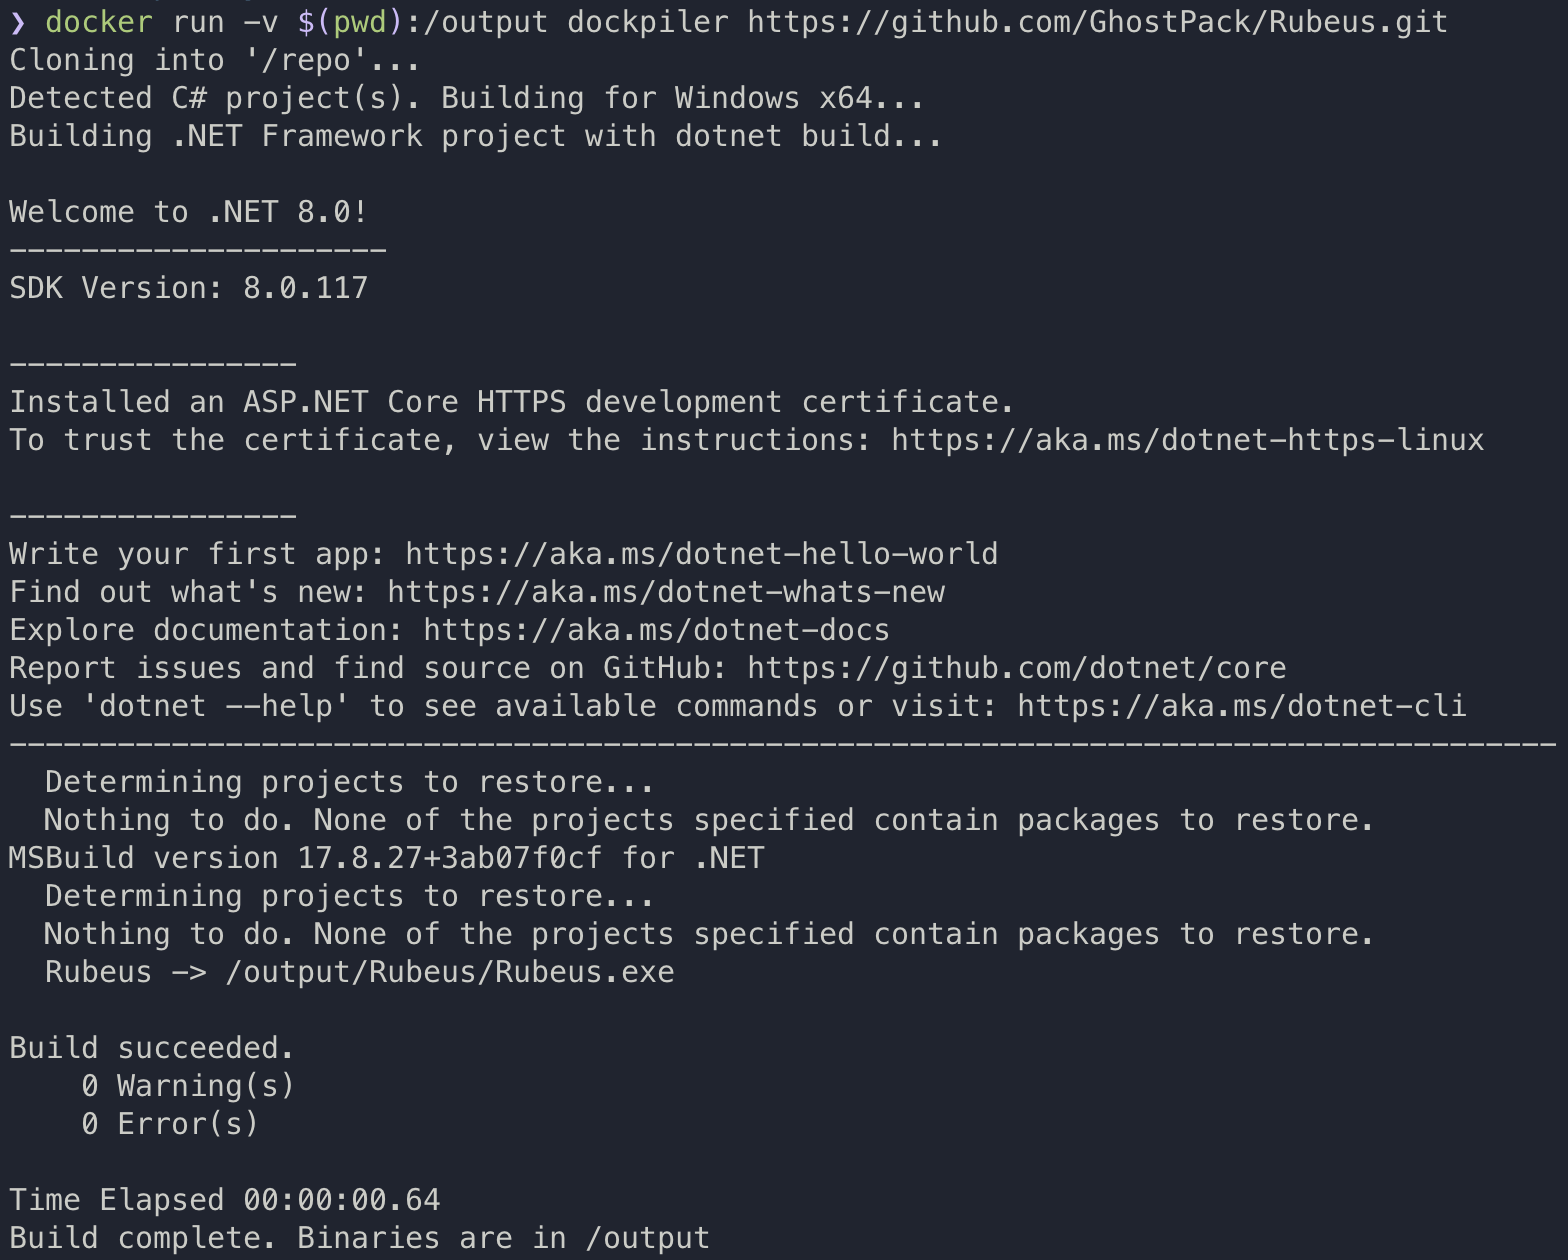 ❯ docker run -v $(pwd):/output dockpiler https://github.com/GhostPack/Rubeus.git
Cloning into '/repo'...
Detected C# project(s). Building for Windows x64...
Building .NET Framework project with dotnet build...
Welcome to .NET 8.0!
---------------------
SDK Version: 8.0.117
----------------
Installed an ASP.NET Core HTTPS development certificate.
To trust the certificate, view the instructions: https://aka.ms/dotnet-https-linux
----------------
Write your first app: https://aka.ms/dotnet-hello-world
Find out what's new: https://aka.ms/dotnet-whats-new
Explore documentation: https://aka.ms/dotnet-docs
Report issues and find source on GitHub: https://github.com/dotnet/core
Use 'dotnet --help' to see available commands or visit: https://aka.ms/dotnet-cli
--------------------------------------------------------------------------------------
  Determining projects to restore...
  Nothing to do. None of the projects specified contain packages to restore.
MSBuild version 17.8.27+3ab07f0cf for .NET
  Determining projects to restore...
  Nothing to do. None of the projects specified contain packages to restore.
  Rubeus -> /output/Rubeus/Rubeus.exe
Build succeeded.
    0 Warning(s)
    0 Error(s)
Time Elapsed 00:00:00.64
Build complete. Binaries are in /output